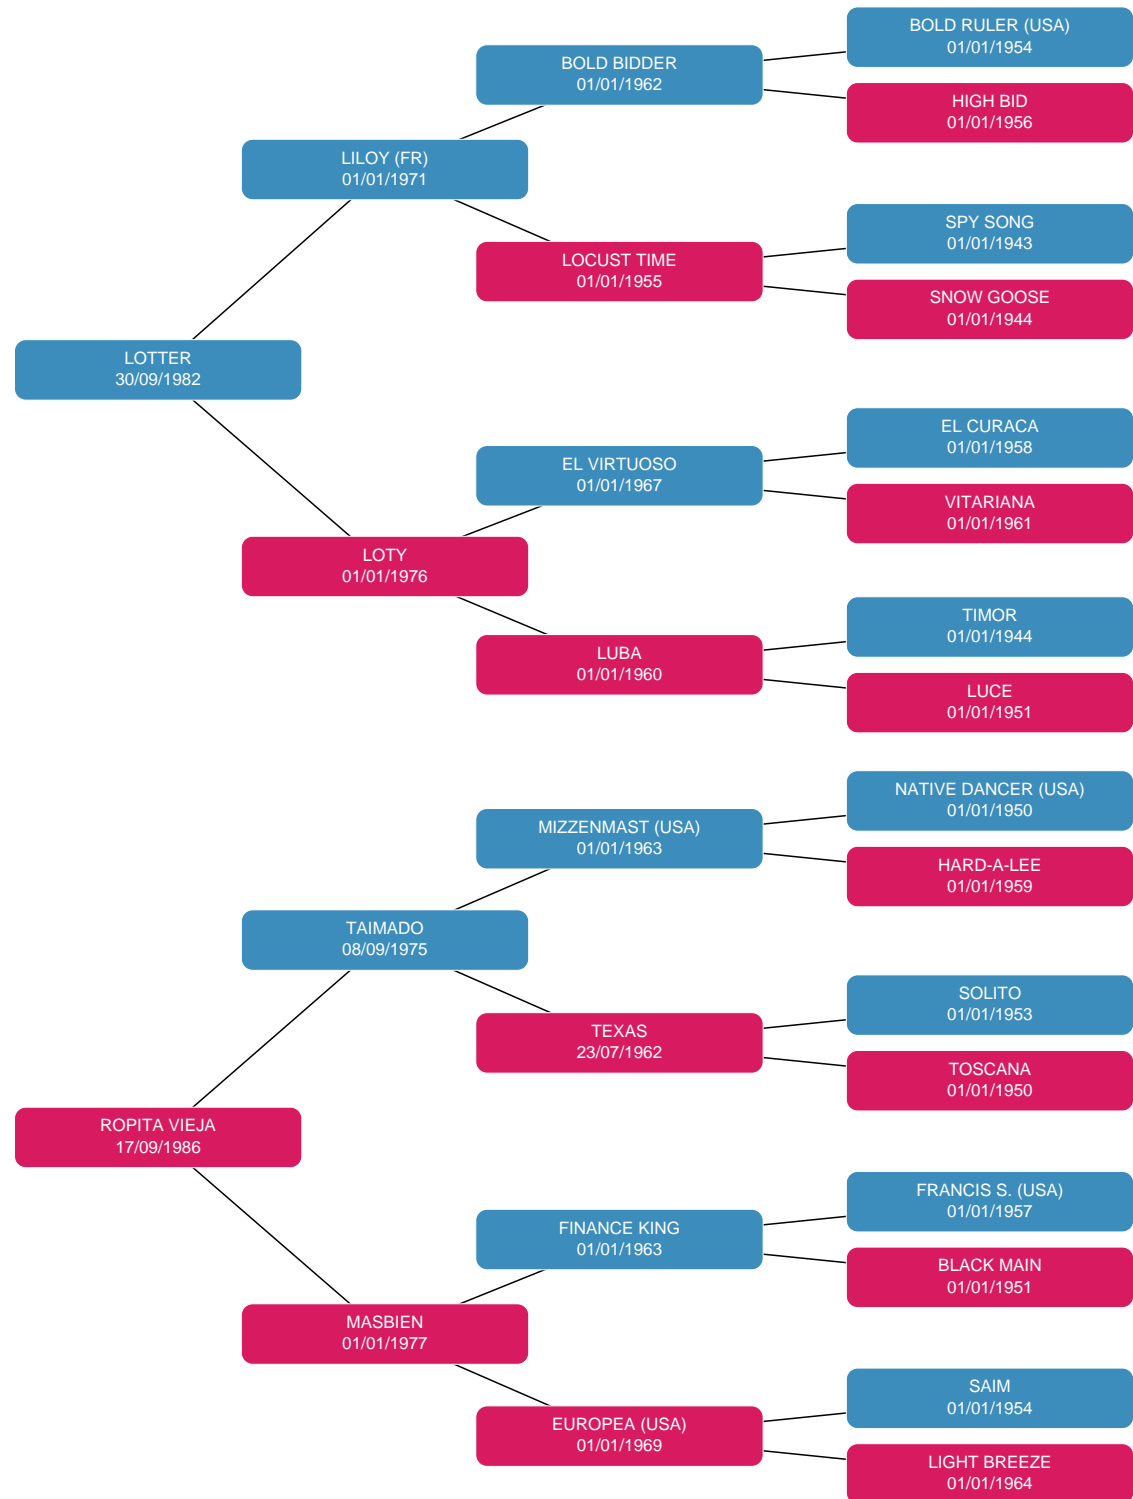 BOLD RULER (USA)
01/01/1954
BOLD BIDDER
01/01/1962
HIGH BID
01/01/1956
LILOY (FR)
01/01/1971
SPY SONG
01/01/1943
LOCUST TIME
01/01/1955
SNOW GOOSE
01/01/1944
LOTTER
30/09/1982
EL CURACA
01/01/1958
EL VIRTUOSO
01/01/1967
VITARIANA
01/01/1961
LOTY
01/01/1976
TIMOR
01/01/1944
LUBA
01/01/1960
LUCE
01/01/1951
NATIVE DANCER (USA)
01/01/1950
MIZZENMAST (USA)
01/01/1963
HARD-A-LEE
01/01/1959
TAIMADO
08/09/1975
SOLITO
01/01/1953
TEXAS
23/07/1962
TOSCANA
01/01/1950
ROPITA VIEJA
17/09/1986
FRANCIS S. (USA)
01/01/1957
FINANCE KING
01/01/1963
BLACK MAIN
01/01/1951
MASBIEN
01/01/1977
SAIM
01/01/1954
EUROPEA (USA)
01/01/1969
LIGHT BREEZE
01/01/1964